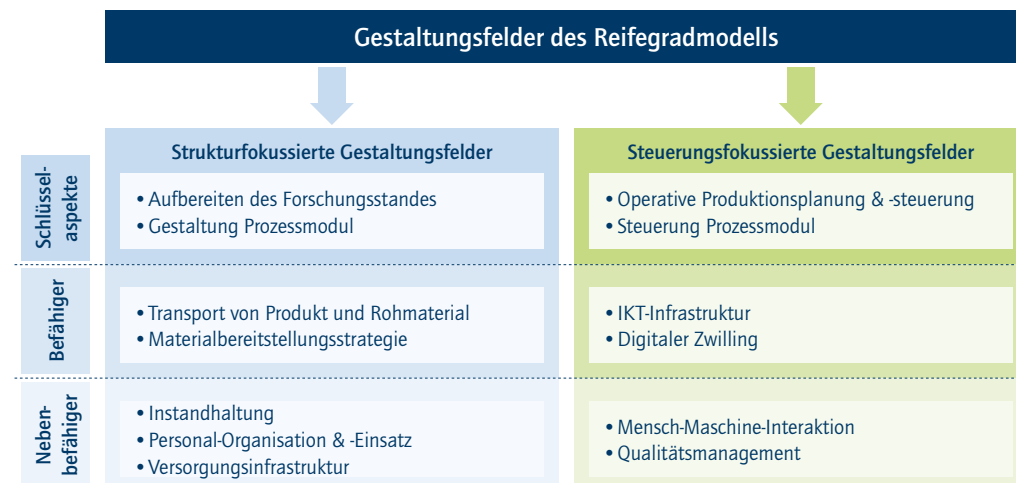 Gestaltungsfelder des Reifegradmodells
Strukturfokussierte Gestaltungsfelder
Steuerungsfokussierte Gestaltungsfelder
Schlüssel-
aspekte
• Aufbereiten des Forschungsstandes
• Gestaltung Prozessmodul
• Operative Produktionsplanung & -steuerung
• Steuerung Prozessmodul
Befähiger
• Transport von Produkt und Rohmaterial
• Materialbereitstellungsstrategie
• IKT-Infrastruktur
• Digitaler Zwilling
Neben-
befähiger
• Instandhaltung
• Personal-Organisation & -Einsatz
• Versorgungsinfrastruktur
• Mensch-Maschine-Interaktion
• Qualitätsmanagement